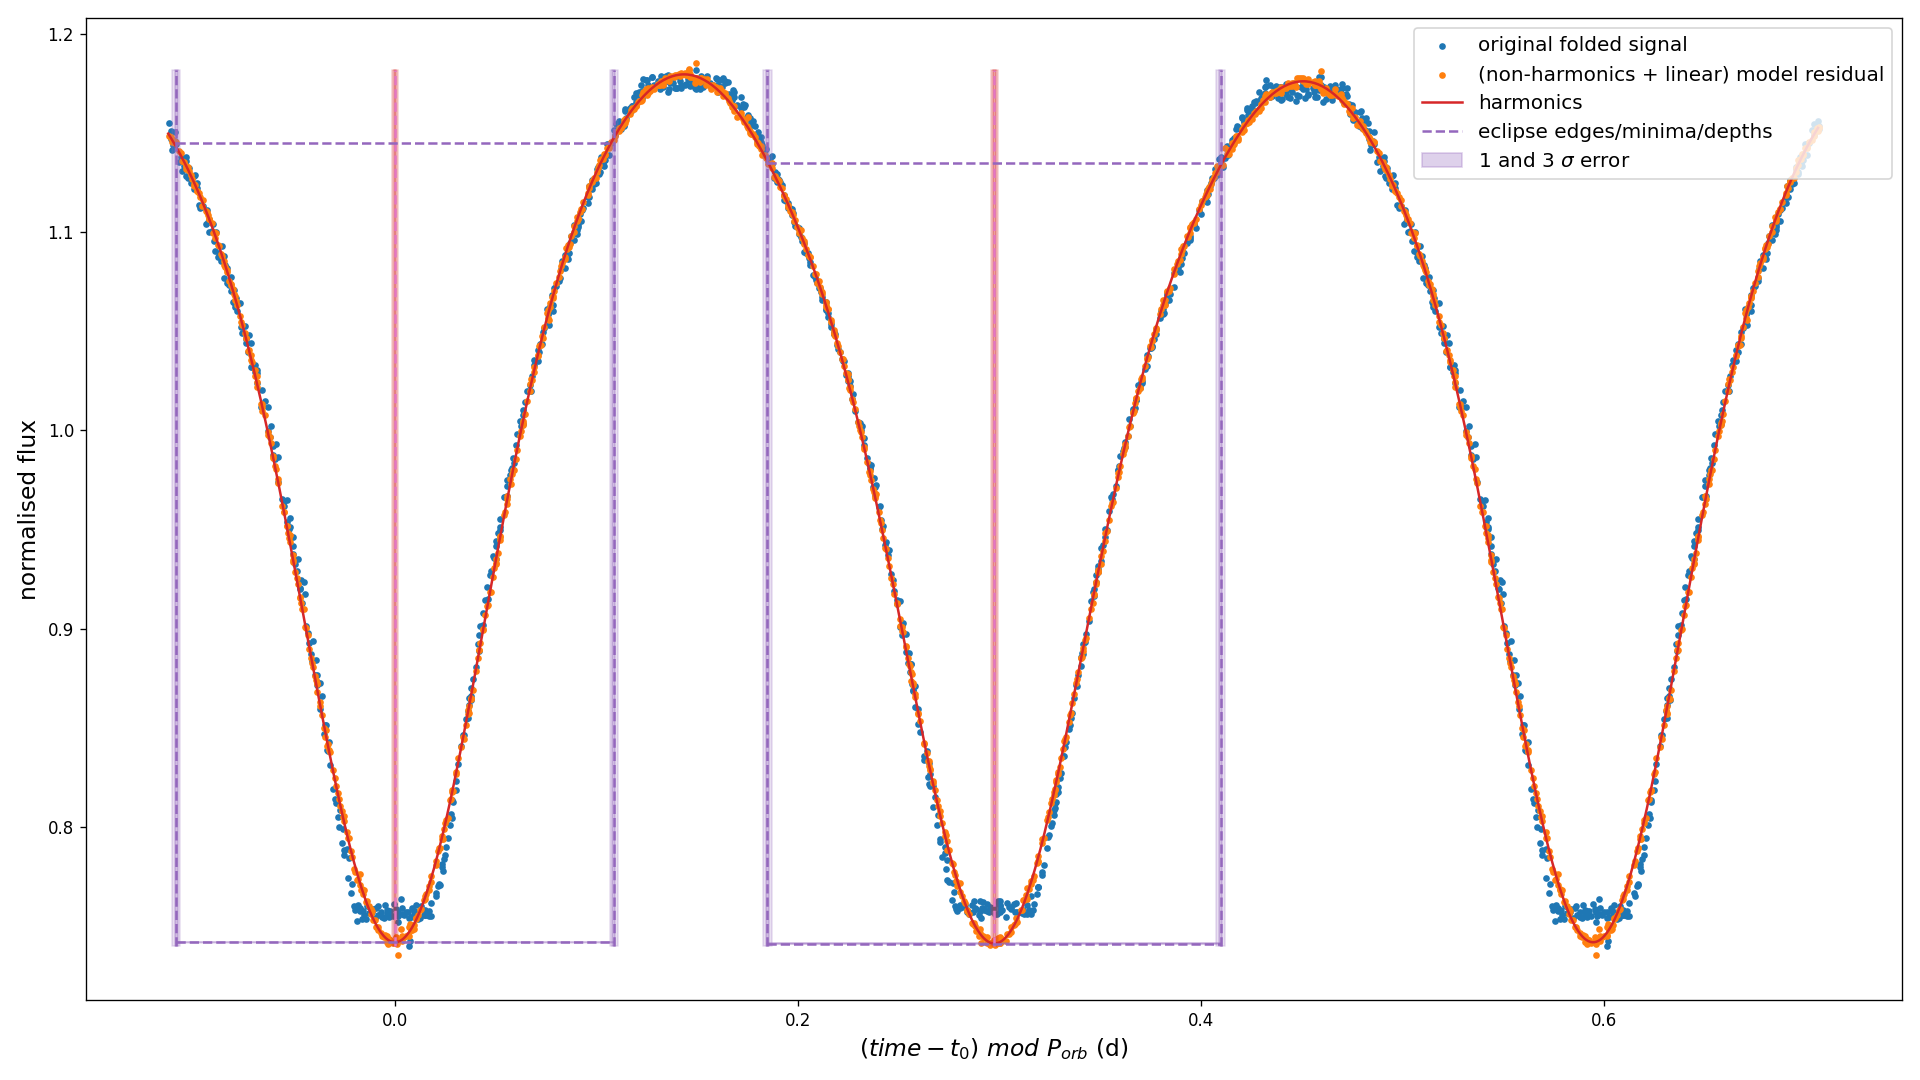 1.2
1.1
1.0
0.9
0.8
normalised flux
original folded signal
(non-harmonics + linear) model residual
harmonics
eclipse edges/minima/depths
1 and 3 σ error
0.0 0.2 0.4 0.6
(time − t₀) mod Pₒᵣb (d)